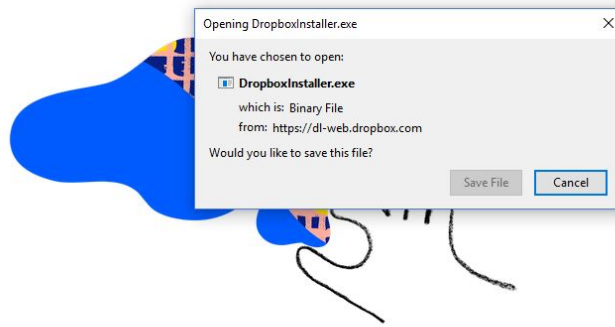 Opening DropboxInstaller.exe
You have chosen to open:
DropboxInstaller.exe
which is: Binary File
from: https://dl-web.dropbox.com
Would you like to save this file?
Save File
Cancel